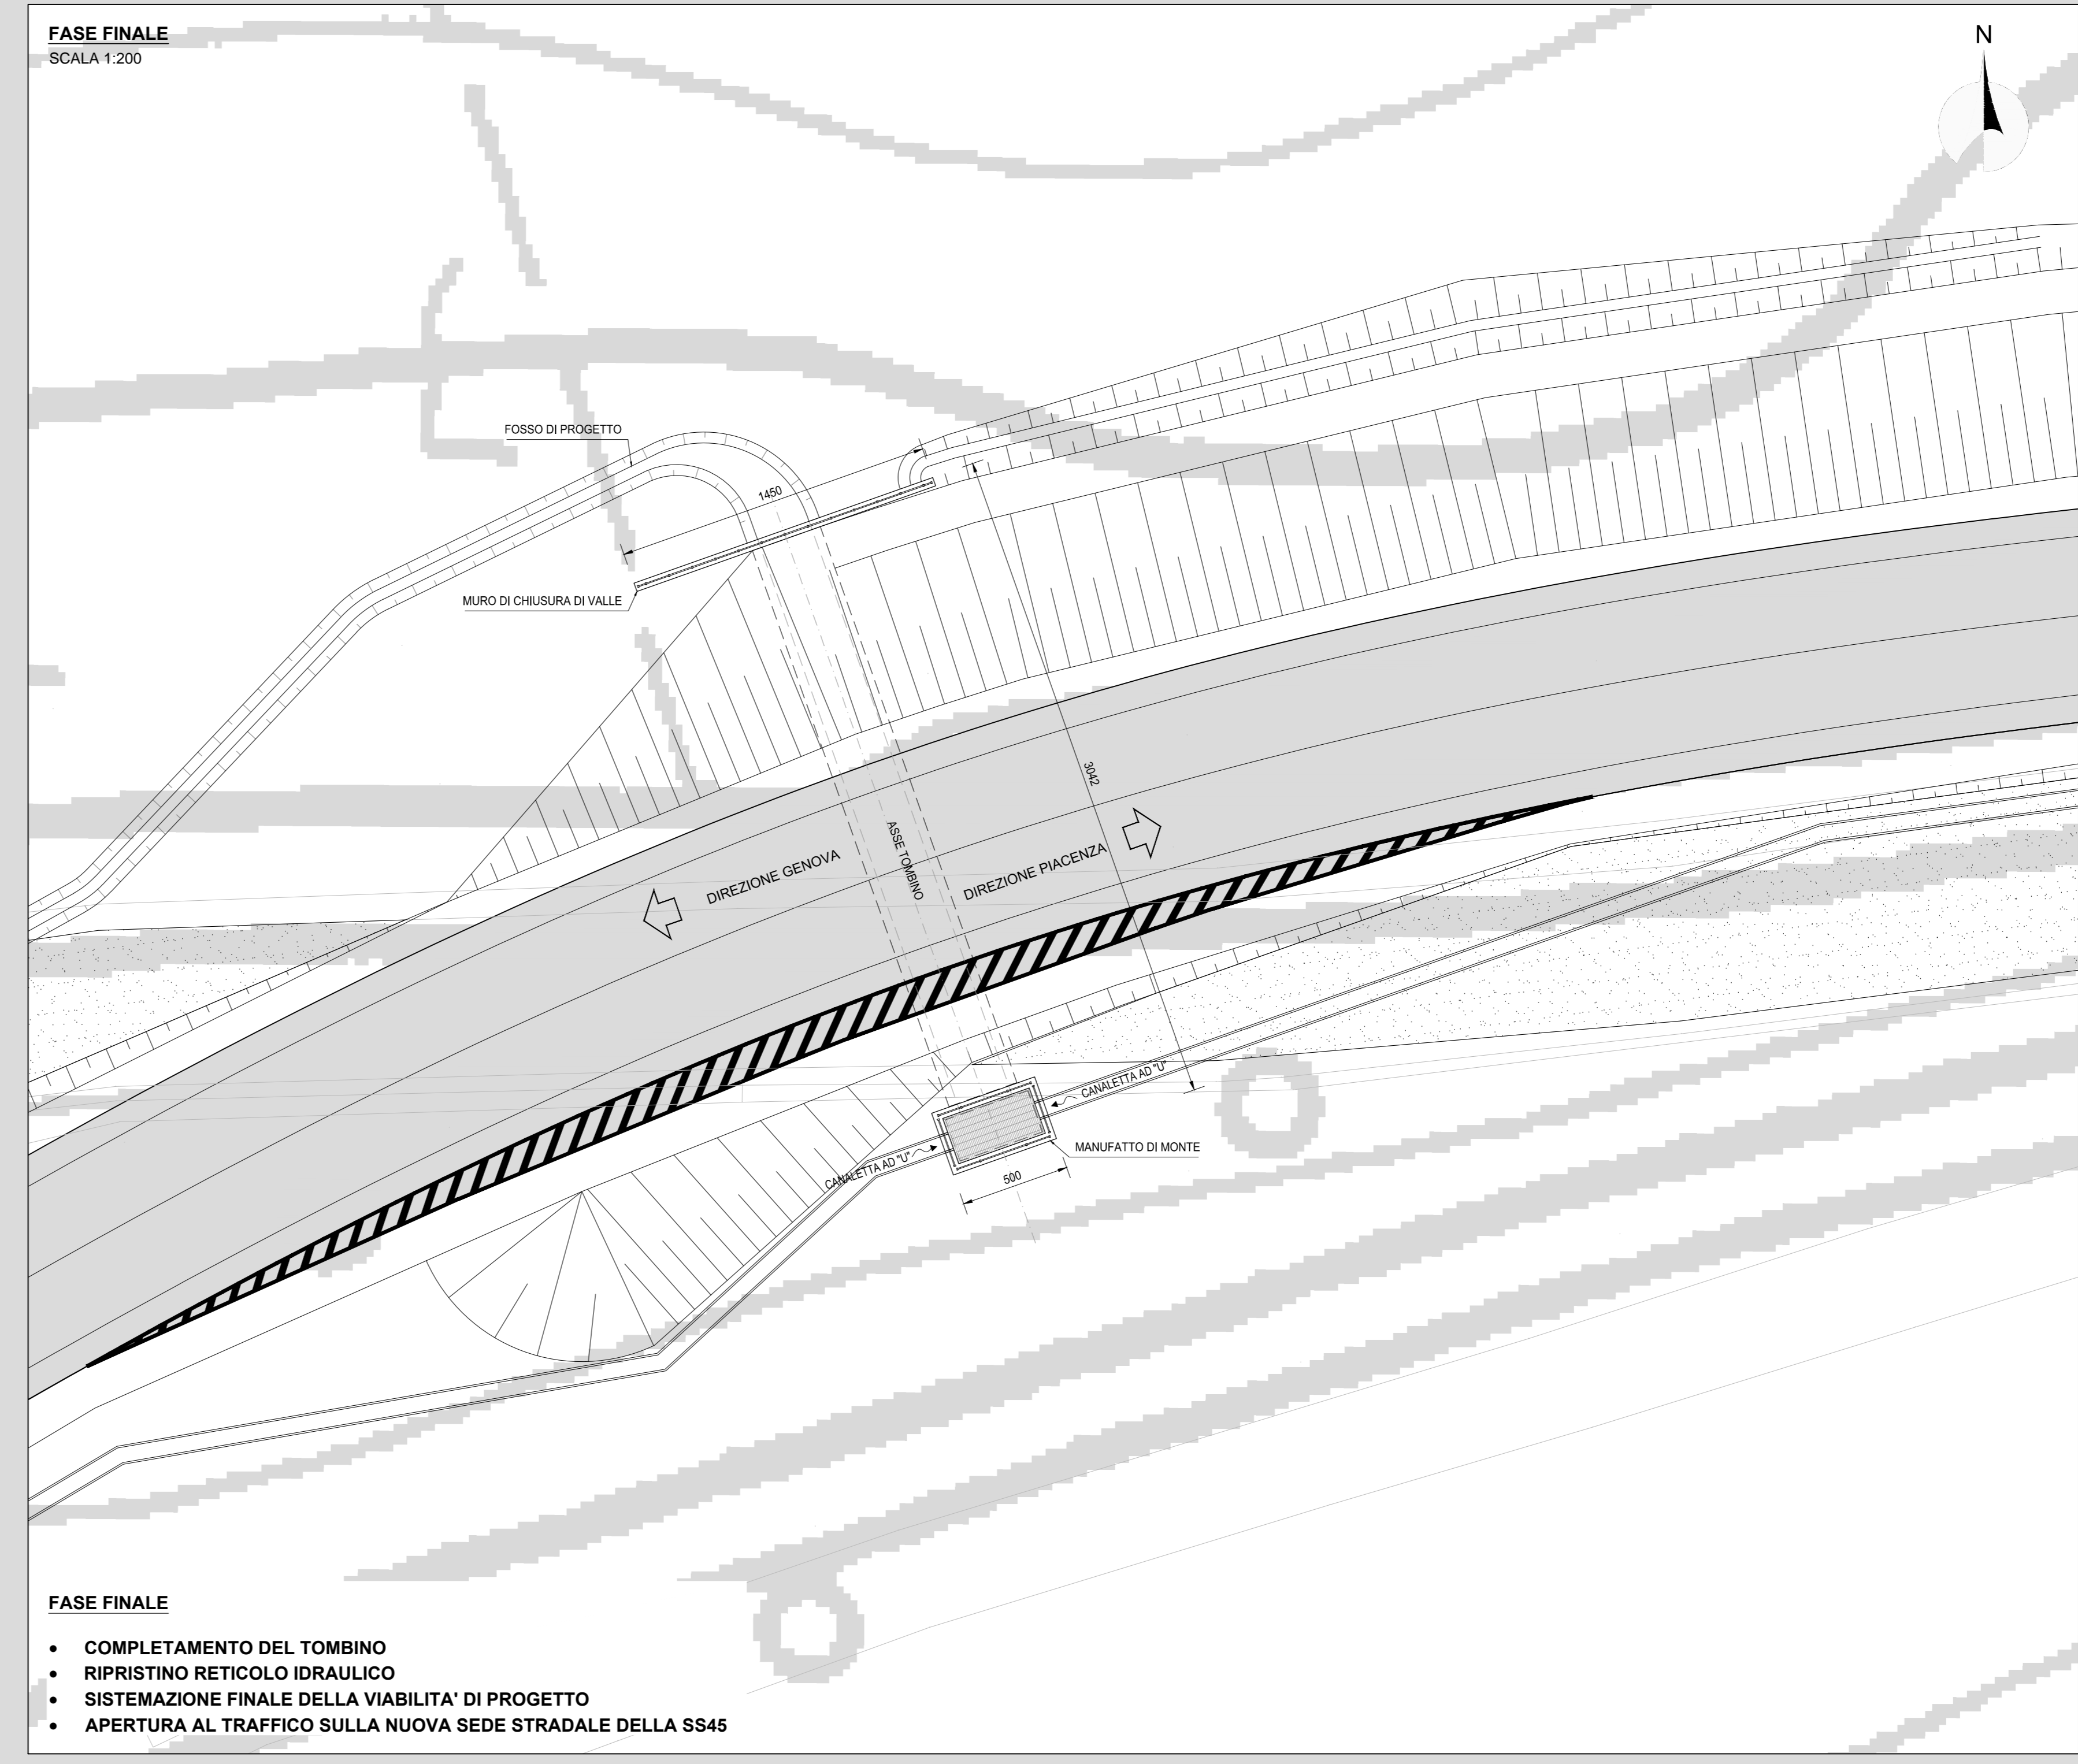 FASE FINALE
SCALA 1:200
N
FOSSO DI PROGETTO
1450
MURO DI CHIUSURA DI VALLE
3042
ASSE TOMBINO
DIREZIONE GENOVA
DIREZIONE PIACENZA
CANALETTA AD "U"
MANUFATTO DI MONTE
CANALETTA AD "U"
500
FASE FINALE
• COMPLETAMENTO DEL TOMBINO
• RIPRISTINO RETICOLO IDRAULICO
• SISTEMAZIONE FINALE DELLA VIABILITA' DI PROGETTO
• APERTURA AL TRAFFICO SULLA NUOVA SEDE STRADALE DELLA SS45